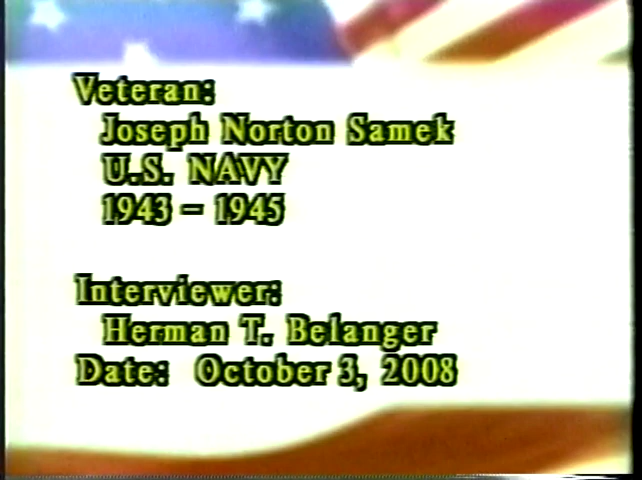 Veteran:
Joseph Norton Samek
U.S. NAVY
1943 - 1945
Interviewer:
Herman T. Belanger
Date: October 3, 2008